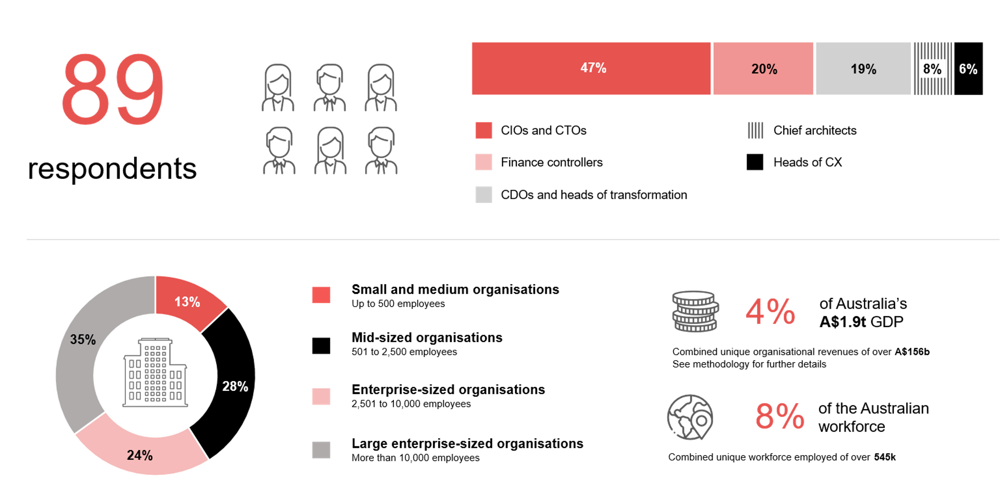 89
respondents
47%
20%
19%
8%
6%
CIOs and CTOs
Finance controllers
CDOs and heads of transformation
Chief architects
Heads of CX
13%
28%
24%
35%
Small and medium organisations
Up to 500 employees
Mid-sized organisations
501 to 2,500 employees
Enterprise-sized organisations
2,501 to 10,000 employees
Large enterprise-sized organisations
More than 10,000 employees
4%
of Australia’s
A$1.9t GDP
Combined unique organisational revenues of over A$156b
See methodology for further details
8%
of the Australian
workforce
Combined unique workforce employed of over 545k